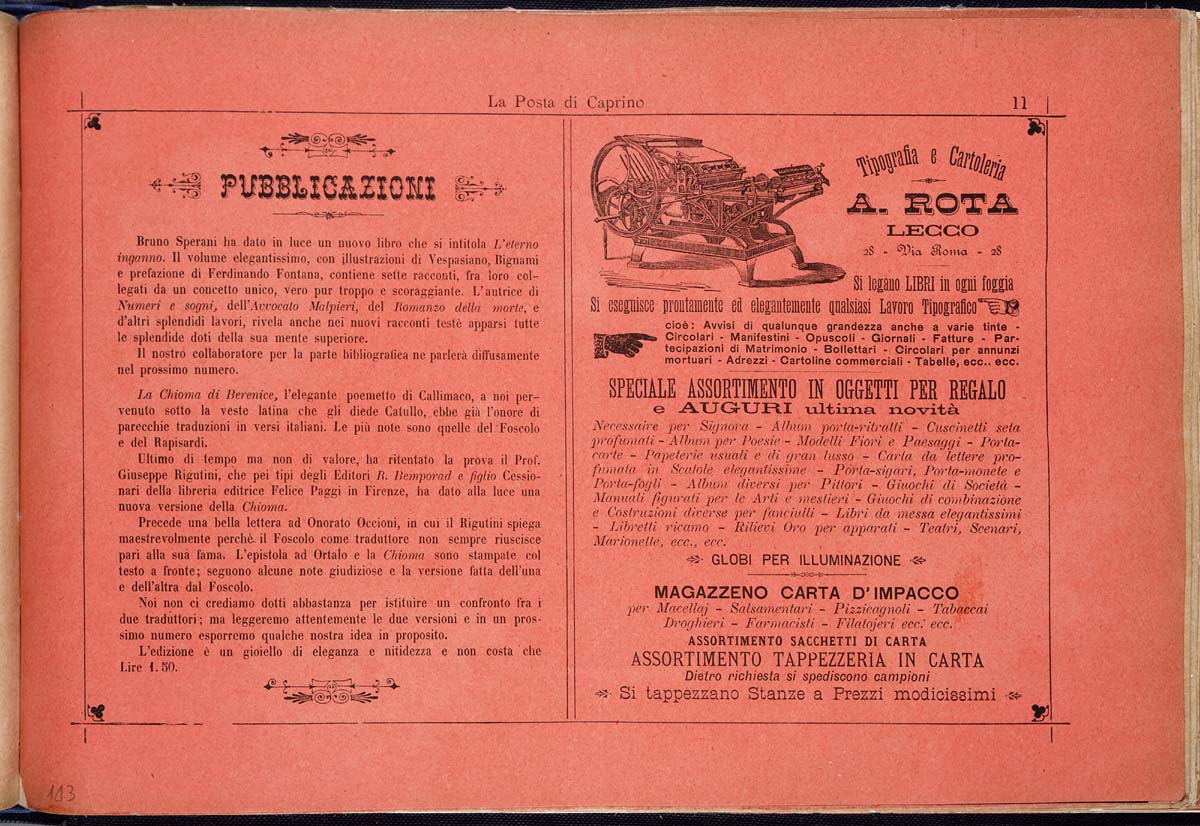 La Posta di Caprino
11
PUBBLICAZIONI
Bruno Sperani ha dato in luce un nuovo libro che si intitola L'eterno
inganno. Il volume elegantissimo, con illustrazioni di Vespasiano, Bignami
e prefazione di Ferdinando Fontana, contiene sette racconti, fra loro col-
legati da un concetto unico, vero pur troppo e scoraggiante. L'autrice di
Numeri e sogni, dell'Avvocato Malpieri, del Romanzo della morte, e
d'altri splendidi lavori, rivela anche nei nuovi racconti testè apparsi tutte
le splendide doti della sua mente superiore.
Il nostro collaboratore per la parte bibliografica ne parlerà diffusamente
nel prossimo numero.
La Chioma di Berenice, l'elegante poemetto di Callimaco, a noi per-
venuto sotto la veste latina che gli diede Catullo, ebbe già l'onore di
parecchie traduzioni in versi italiani. Le più note sono quelle del Foscolo
e del Rapisardi.
Ultimo di tempo ma non di valore, ha ritentato la prova il Prof.
Giuseppe Rigutini, che pei tipi degli Editori R. Bemporad e figlio Cessio-
nari della libreria editrice Felice Paggi in Firenze, ha dato alla luce una
nuova versione della Chioma.
Precede una bella lettera ad Onorato Occioni, in cui il Rigutini spiega
maestrevolmente perchè il Foscolo come traduttore non sempre riuscisse
pari alla sua fama. L'epistola ad Ortalo e la Chioma sono stampate col
testo a fronte; seguono alcune note giudiziose e la versione fatta dell'una
e dell'altra dal Foscolo.
Noi non ci crediamo dotti abbastanza per istituire un confronto fra i
due traduttori; ma leggeremo attentemente le due versioni e in un pros-
simo numero esporremo qualche nostra idea in proposito.
L'edizione è un gioiello di eleganza e nitidezza e non costa che
Lire 1.50.
Tipografia e Cartoleria
A. ROTA
LECCO
28 - Via Roma - 28
Si legano LIBRI in ogni foggia
Si eseguisce prontamente ed elegantemente qualsiasi Lavoro Tipografico
cioè: Avvisi di qualunque grandezza anche a varie tinte -
Circolari - Manifestini - Opuscoli - Giornali - Fatture - Par-
tecipazioni di Matrimonio - Bollettari - Circolari per annunzi
mortuari - Adrezzi - Cartoline commerciali - Tabelle, ecc., ecc.
SPECIALE ASSORTIMENTO IN OGGETTI PER REGALO
e AUGURI ultima novità
Necessaire per Signora - Album porta-ritratti - Cuscinetti seta
profumati - Album per Poesie - Modelli Fiori e Paesaggi - Porta-
carte - Papeterie usuali e di gran lusso - Carta da lettere pro-
fumata in Scatole elegantissime - Porta-sigari, Porta-monete e
Porta-fogli - Album diversi per Pittori - Giuochi di Società -
Manuali figurati per le Arti e mestieri - Giuochi di combinazione
e Costruzioni diverse per fanciulli - Libri da messa elegantissimi
- Libretti ricamo - Rilievi Oro per apparati - Teatri, Scenari,
Marionelle, ecc., ecc.
GLOBI PER ILLUMINAZIONE
MAGAZZENO CARTA D'IMPACCO
per Macellaj - Salsamentari - Pizzicagnoli - Tabaccai
Droghieri - Farmacisti - Filatojeri ecc. ecc.
ASSORTIMENTO SACCHETTI DI CARTA
ASSORTIMENTO TAPPEZZERIA IN CARTA
Dietro richiesta si spediscono campioni
Si tappezzano Stanze a Prezzi modicissimi
113